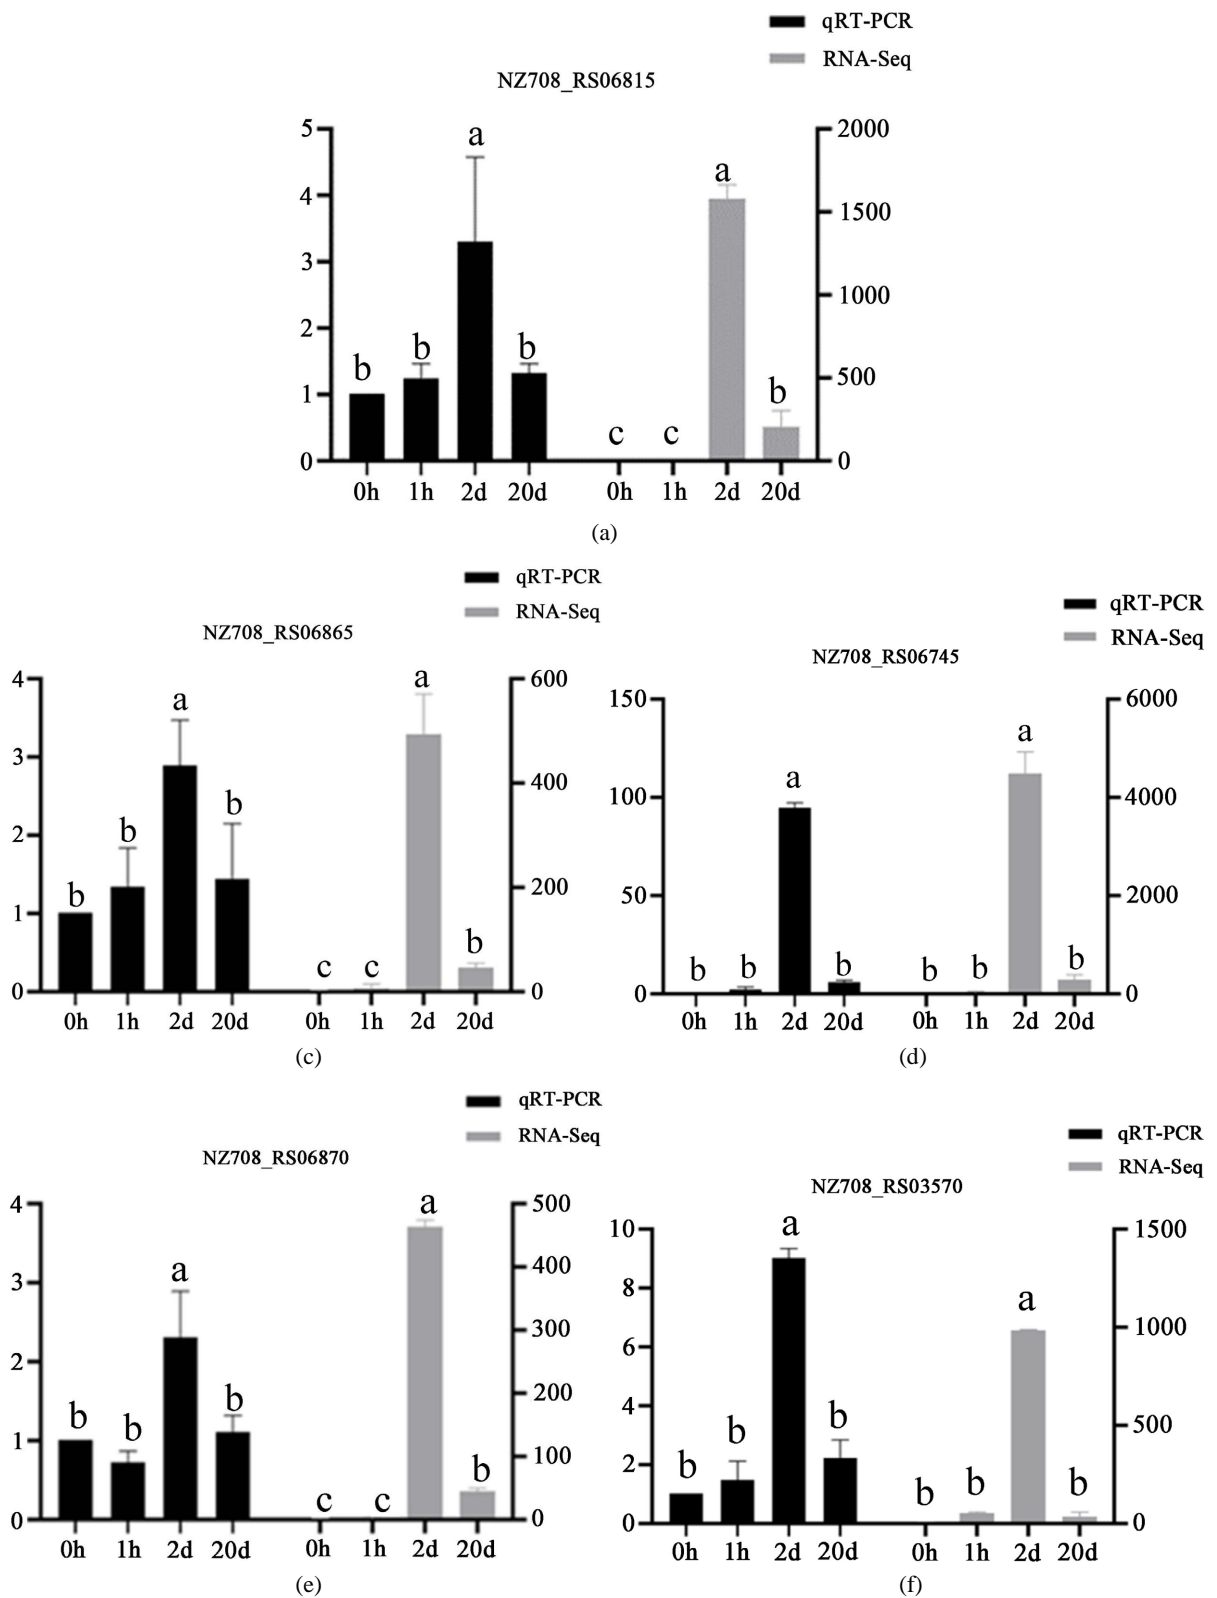 qRT-PCR
RNA-Seq
NZ708_RS06815
5 a 2000
4 a 1500
3 1000
2 b b b 500
1 c c b
0 0
0h 1h 2d 20d 0h 1h 2d 20d
(a)
qRT-PCR
RNA-Seq
NZ708_RS06865
4 a a 600
3 b 400
2 b
b 200
1 c c b
0 0
0h 1h 2d 20d 0h 1h 2d 20d
(c)
qRT-PCR
RNA-Seq
NZ708_RS06745
150 a 6000
100 a 4000
50 2000
b b b b b b
0 0
0h 1h 2d 20d 0h 1h 2d 20d
(d)
qRT-PCR
RNA-Seq
NZ708_RS06870
4 a 500
3 a 400
300
2 b b b 200
1 b 100
c c
0 0
0h 1h 2d 20d 0h 1h 2d 20d
(e)
qRT-PCR
RNA-Seq
NZ708_RS03570
10 a 1500
8 a 1000
6
4 b b 500
2 b b b b
0 0
0h 1h 2d 20d 0h 1h 2d 20d
(f)